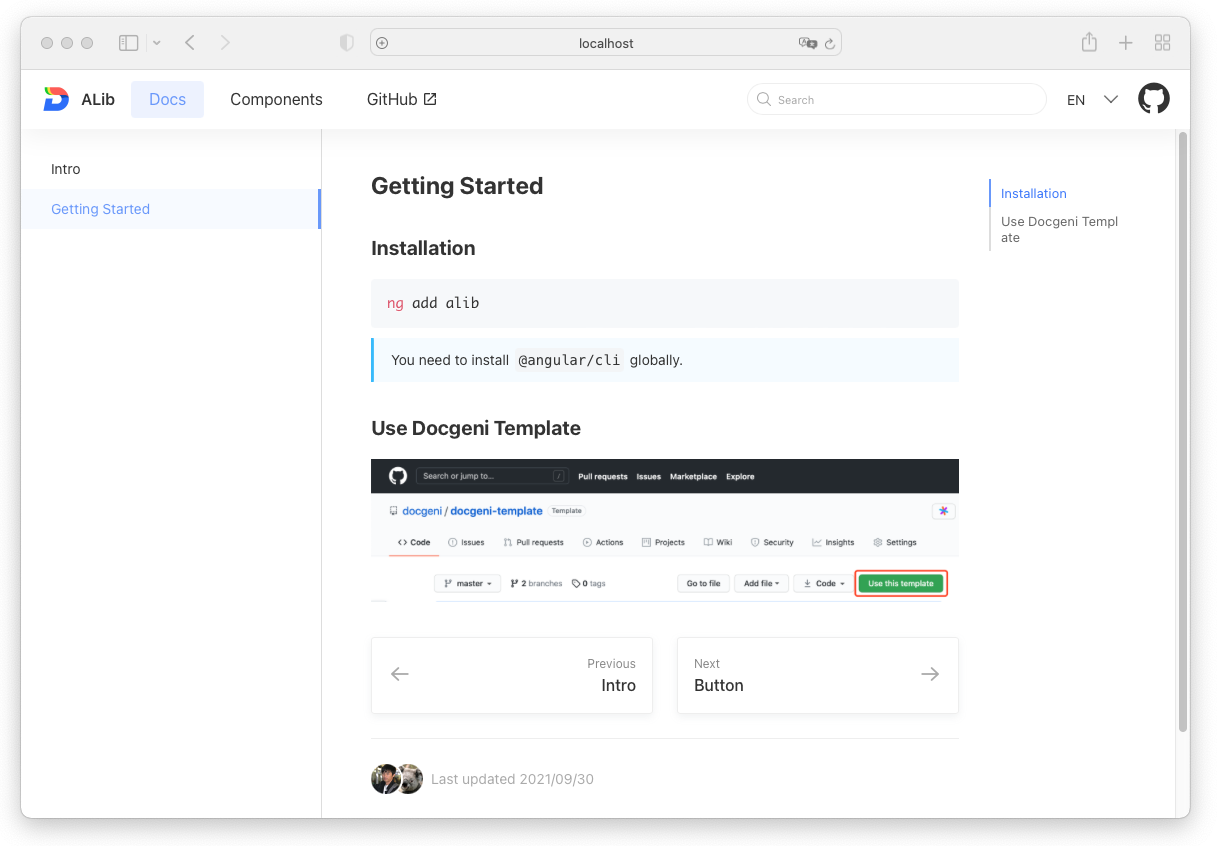 localhost
ALib
Docs
Components
GitHub
Search
EN
Intro
Getting Started
Getting Started
Installation
ng add alib
You need to install @angular/cli globally.
Use Docgeni Template
Search or jump to... /
Pull requests Issues Marketplace Explore
docgeni / docgeni-template Template
<> Code Issues Pull requests Actions Projects Wiki Security Insights Settings
master 2 branches 0 tags Go to file Add file Code Use this template
Previous
Intro
Next
Button
Last updated 2021/09/30
Installation
Use Docgeni Templ
ate